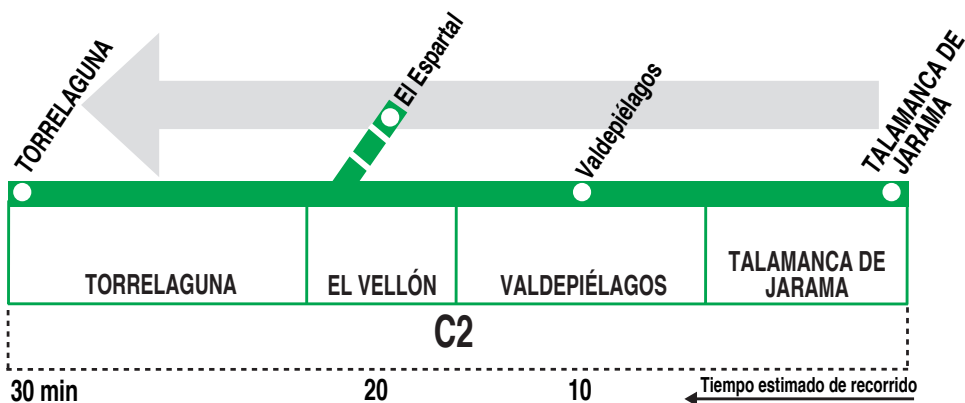 TORRELAGUNA
El Espartal
Valdepiélagos
TALAMANCA DE
JARAMA
TORRELAGUNA
EL VELLÓN
VALDEPIÉLAGOS
TALAMANCA DE
JARAMA
C2
30 min
20
10
Tiempo estimado de recorrido